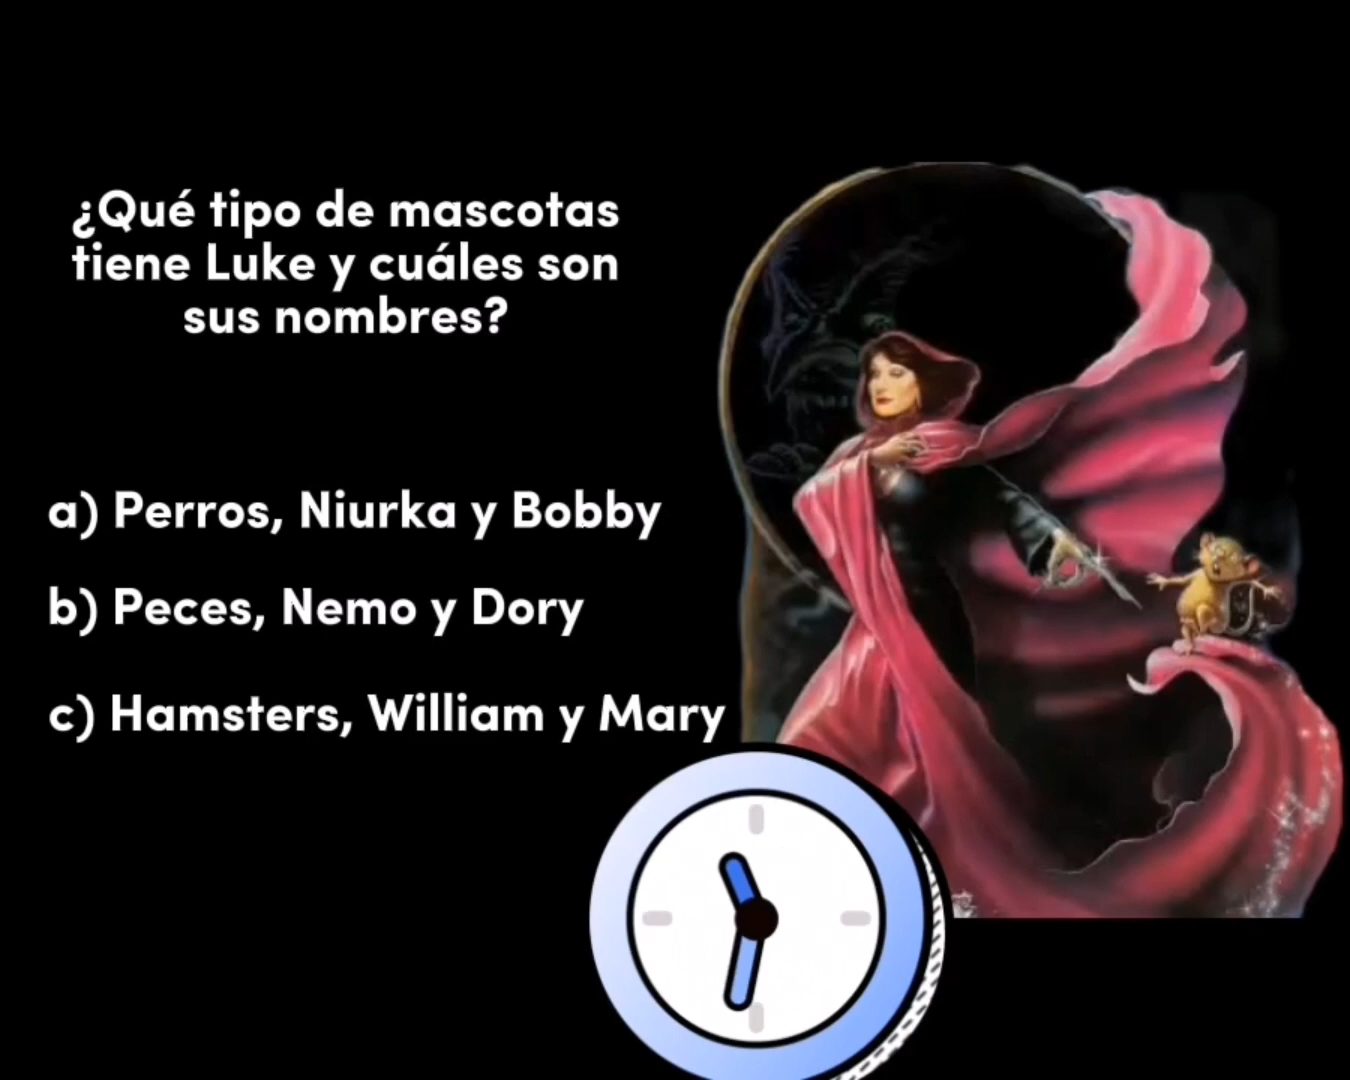 ¿Qué tipo de mascotas
tiene Luke y cuáles son
sus nombres?
a) Perros, Niurka y Bobby
b) Peces, Nemo y Dory
c) Hamsters, William y Mary